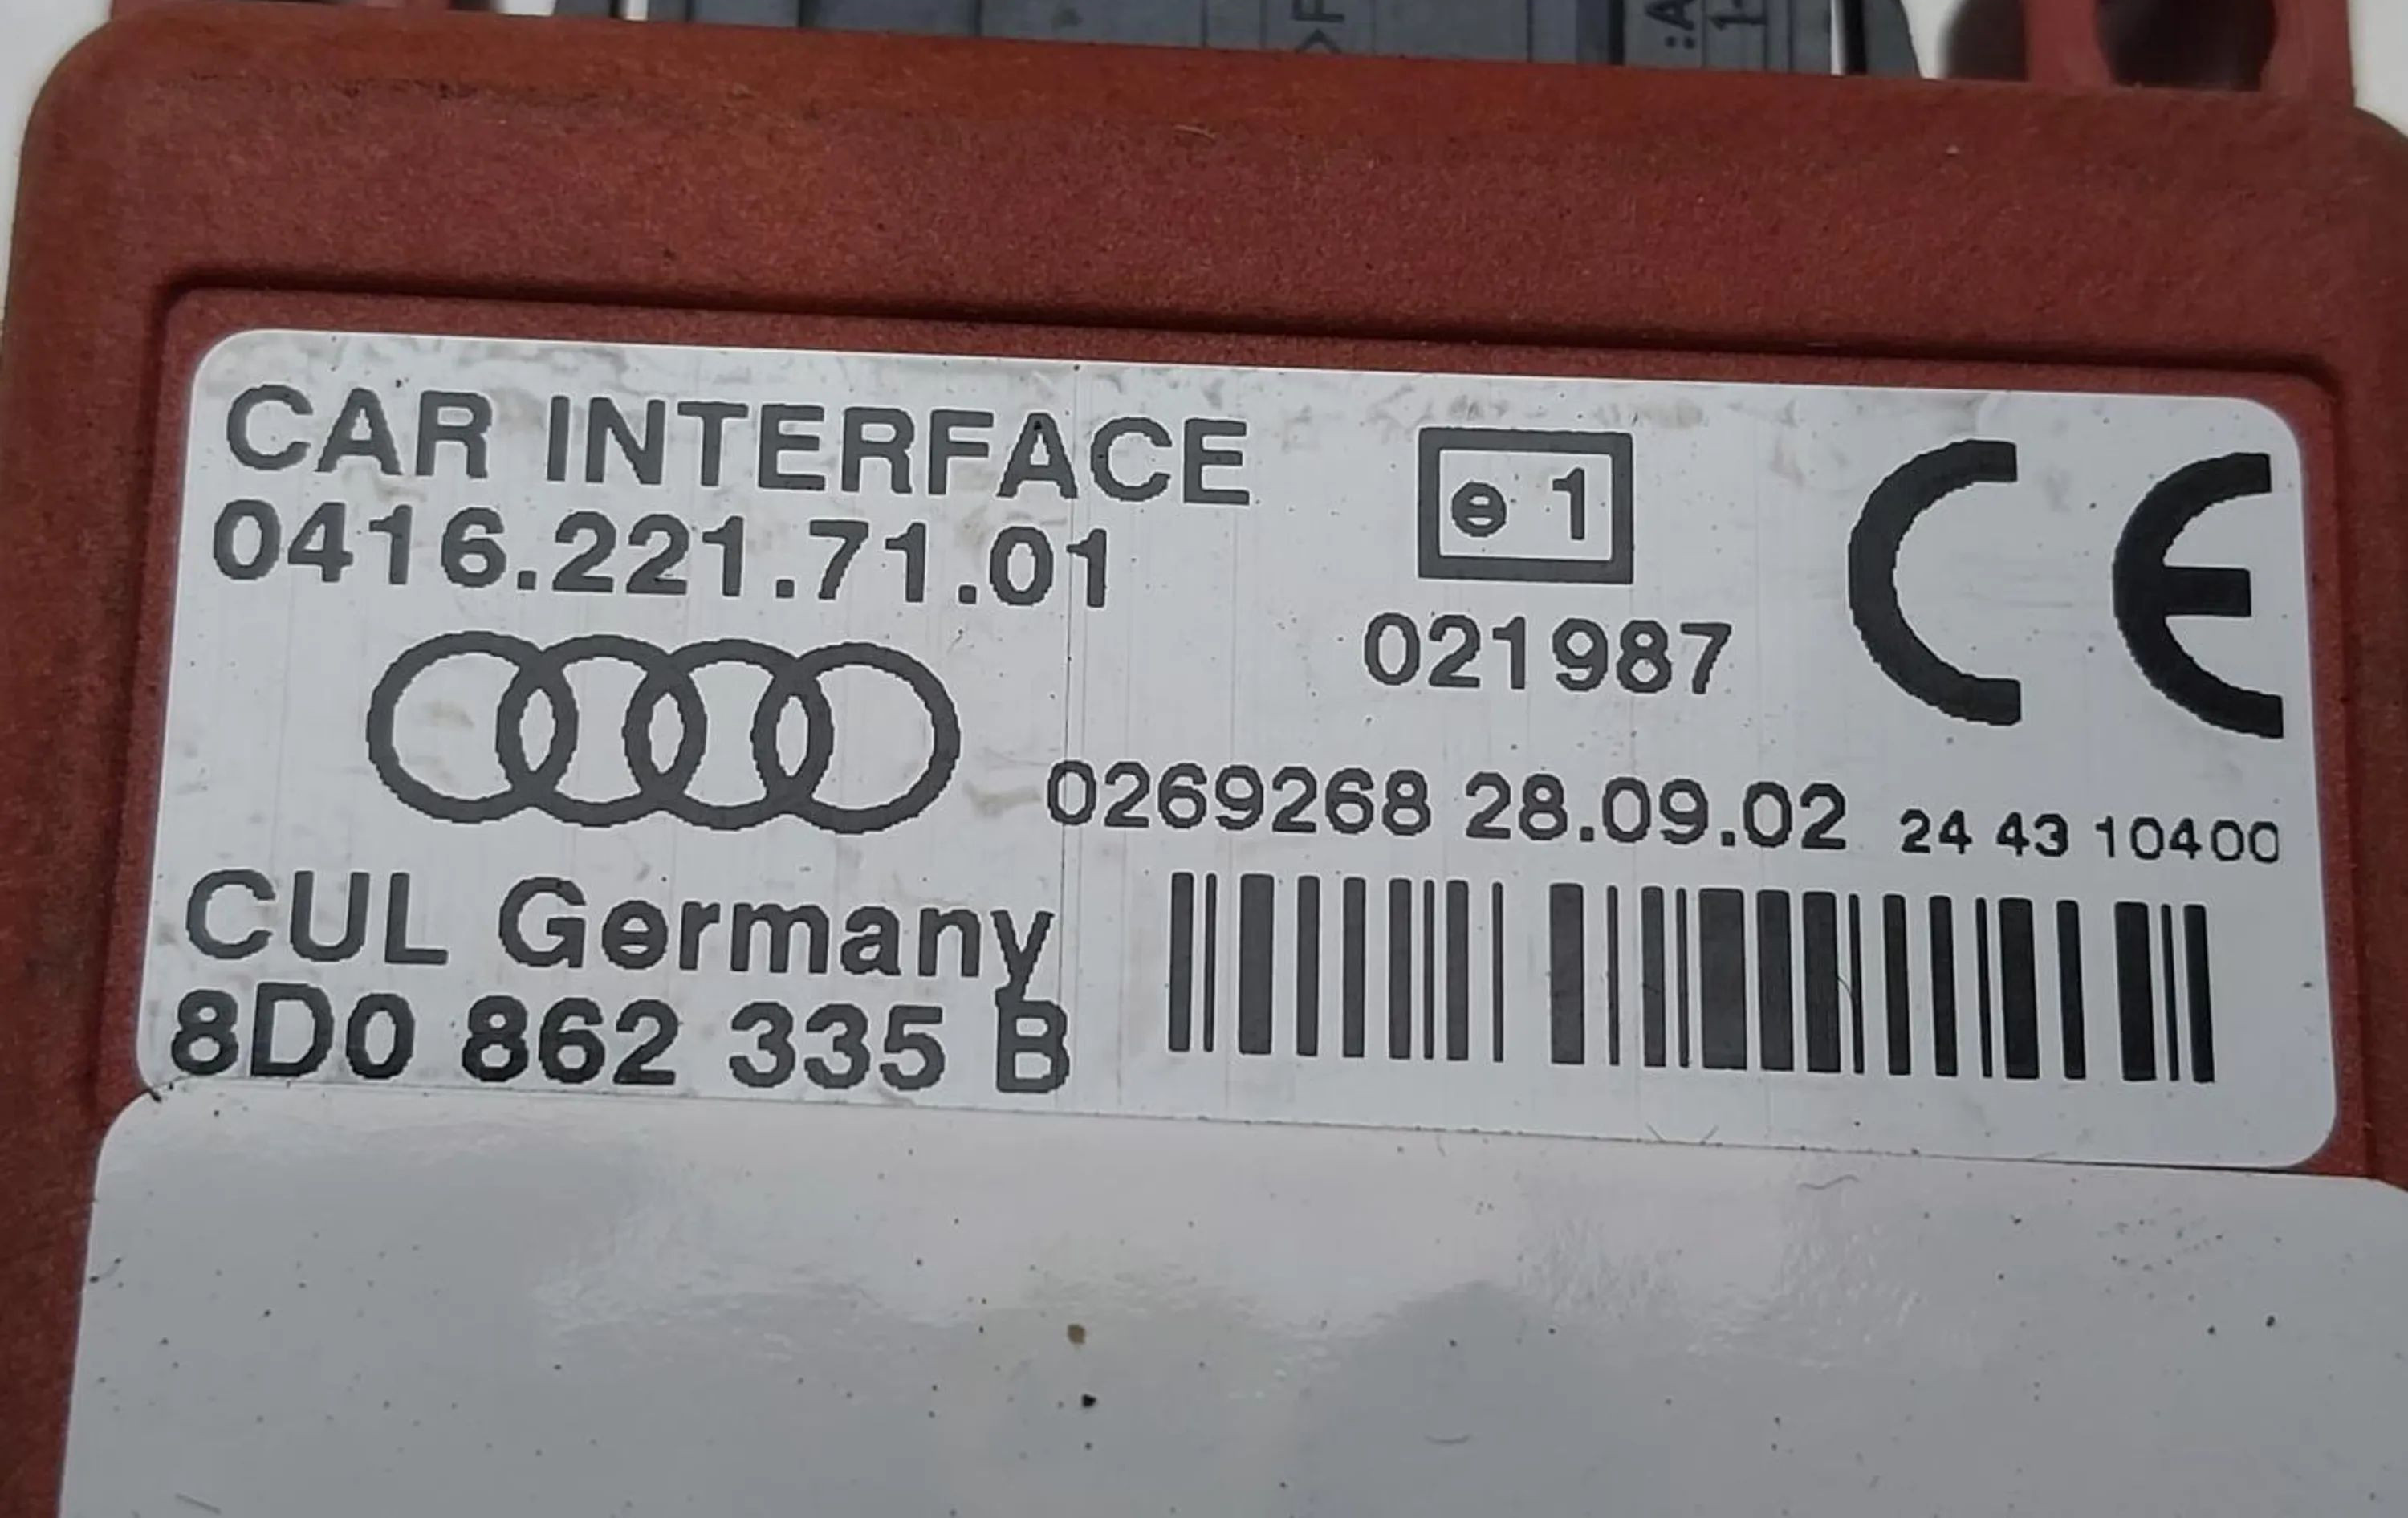 CAR INTERFACE
0416.221.71.01
e 1
021987
CE
0269268 28.09.02 24 43 10400
CUL Germany
8D0 862 335 B